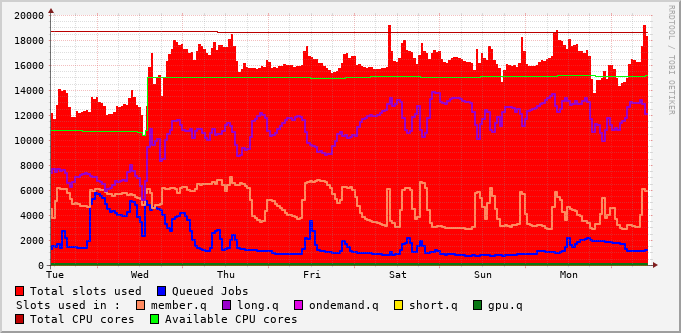 RRDTOOL / TOBI OETIKER
20000
18000
16000
14000
12000
10000
8000
6000
4000
2000
0
Tue Wed Thu Fri Sat Sun Mon
Total slots used Queued Jobs
Slots used in : member.q long.q ondemand.q short.q gpu.q
Total CPU cores Available CPU cores